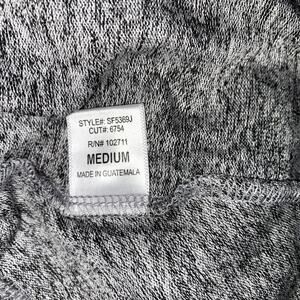 STYLE#: SF5369J
CUT#: 6754
R/N# 102711
MEDIUM
MADE IN GUATEMALA